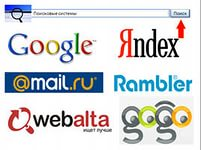 Поисковые системы
Поиск
Google
Яndex
@mail.ru®
Rambler
webalta
ищет лучше
gogo